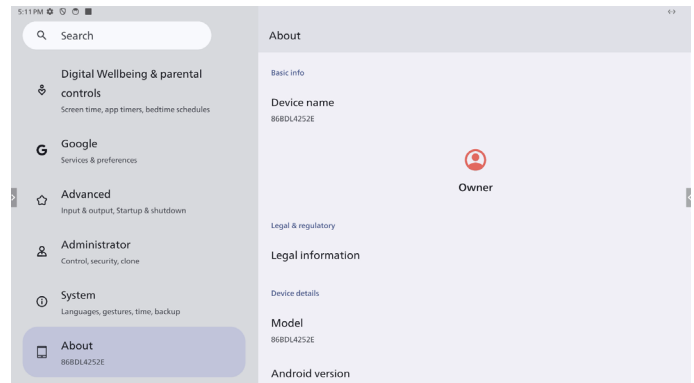 5:11 PM
Search
Digital Wellbeing & parental
controls
Screen time, app timers, bedtime schedules
Google
Services & preferences
Advanced
Input & output, Startup & shutdown
Administrator
Control, security, clone
System
Languages, gestures, time, backup
About
86BDL4252E
About
Basic info
Device name
86BDL4252E
Owner
Legal & regulatory
Legal information
Device details
Model
86BDL4252E
Android version